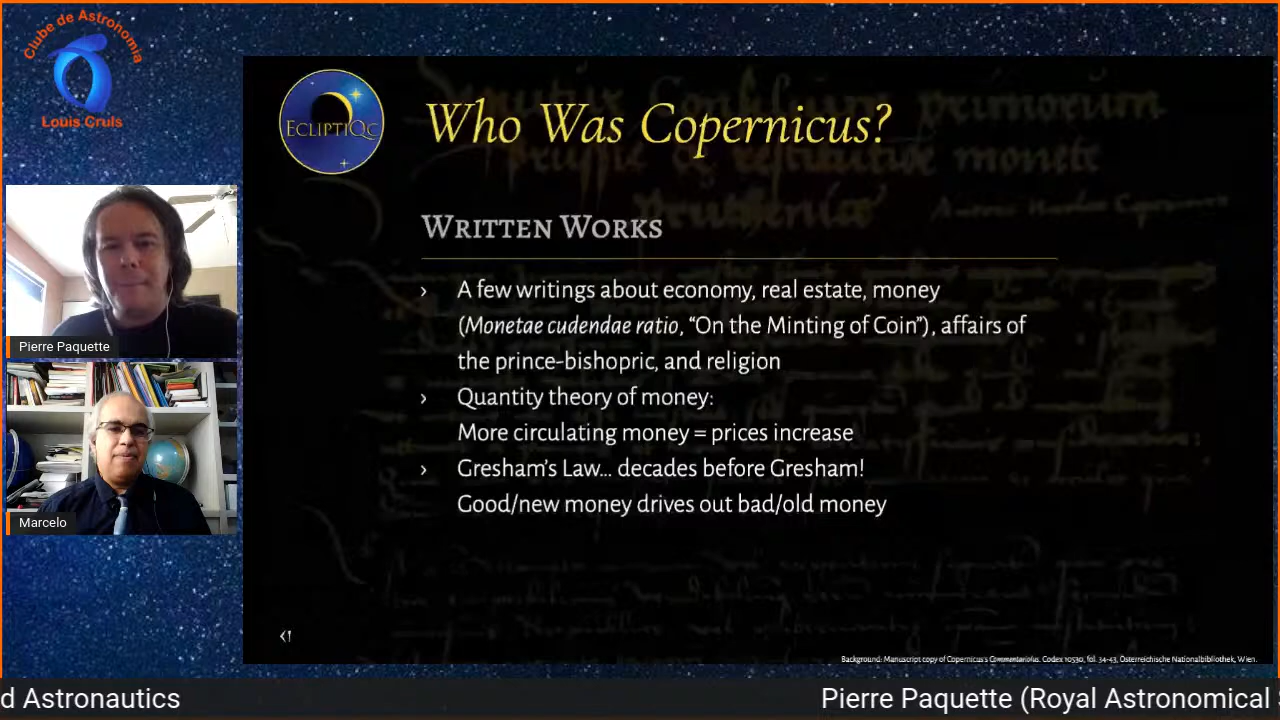 Clube de Astronomia
Louis Cruls
EcliptiQc
Who Was Copernicus?
Written Works
› A few writings about economy, real estate, money
(Monetae cudendae ratio, “On the Minting of Coin”), affairs of
the prince-bishopric, and religion
› Quantity theory of money:
More circulating money = prices increase
› Gresham’s Law… decades before Gresham!
Good/new money drives out bad/old money
Pierre Paquette
Marcelo
Background: Manuscript copy of Copernicus's Commentariolus. Codex 10530, fol. 34-43, Österreichische Nationalbibliothek, Wien.
d Astronautics
Pierre Paquette (Royal Astronomical S